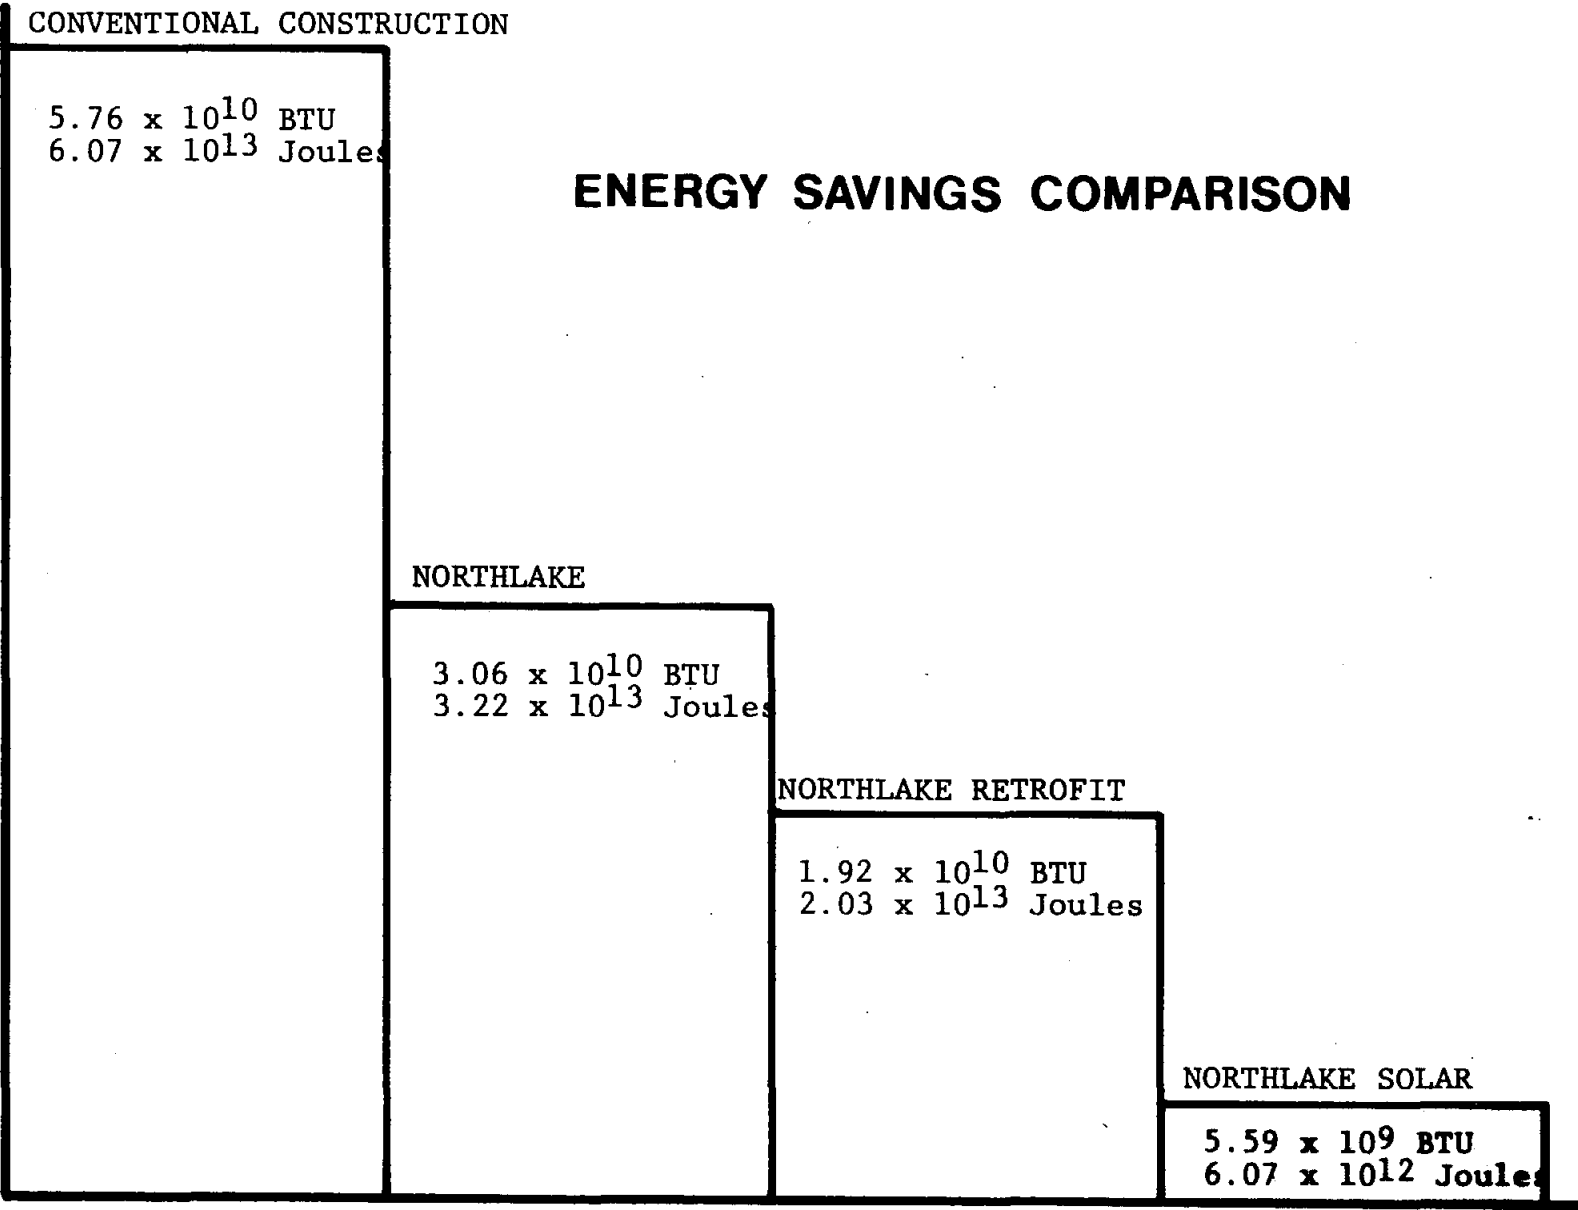 CONVENTIONAL CONSTRUCTION
5.76 x 10^10 BTU
6.07 x 10^13 Joules
ENERGY SAVINGS COMPARISON
NORTHLAKE
3.06 x 10^10 BTU
3.22 x 10^13 Joules
NORTHLAKE RETROFIT
1.92 x 10^10 BTU
2.03 x 10^13 Joules
NORTHLAKE SOLAR
5.59 x 10^9 BTU
6.07 x 10^12 Joules